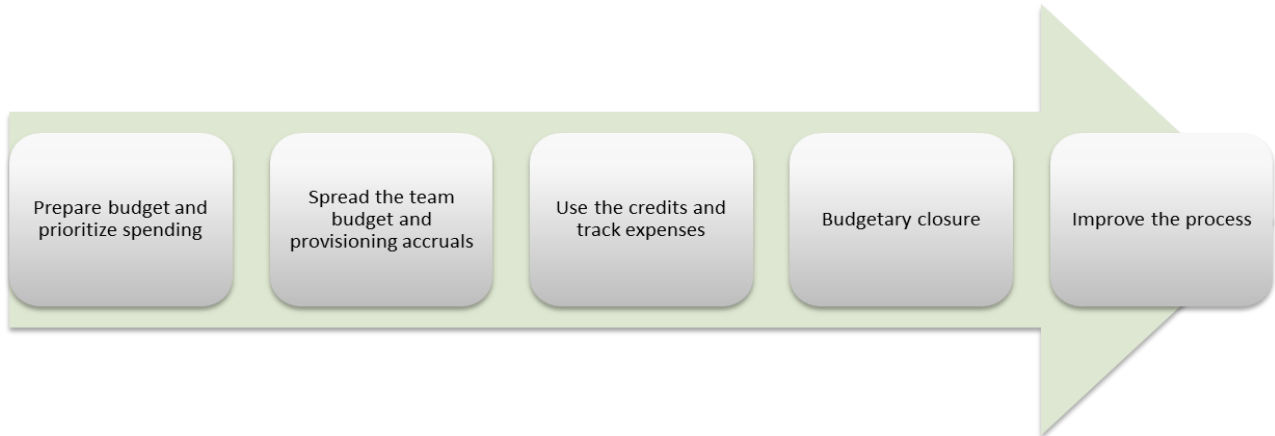 Prepare budget and
prioritize spending
Spread the team
budget and
provisioning accruals
Use the credits and
track expenses
Budgetary closure
Improve the process